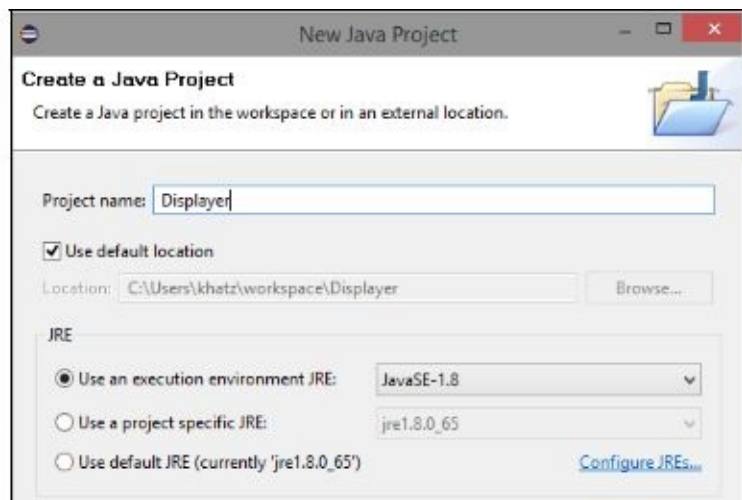 New Java Project
Create a Java Project
Create a Java project in the workspace or in an external location.
Project name: Displayer
Use default location
Location: C:\Users\khatz\workspace\Displayer Browse...
JRE
Use an execution environment JRE: JavaSE-1.8
Use a project specific JRE: jre1.8.0_65
Use default JRE (currently 'jre1.8.0_65') Configure JREs...